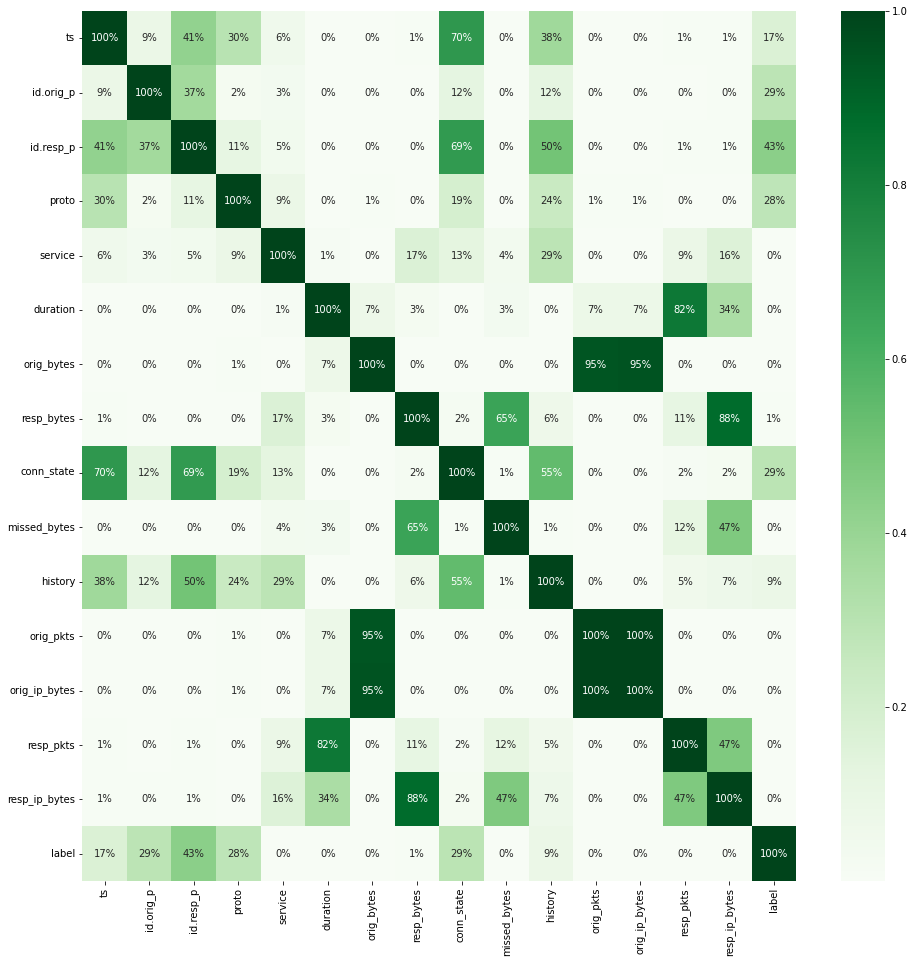 ts 100% 9% 41% 30% 6% 0% 0% 1% 70% 0% 38% 0% 0% 1% 1% 17%
id.orig_p 9% 100% 37% 2% 3% 0% 0% 0% 12% 0% 12% 0% 0% 0% 0% 29%
id.resp_p 41% 37% 100% 11% 5% 0% 0% 0% 69% 0% 50% 0% 0% 1% 1% 43%
proto 30% 2% 11% 100% 9% 0% 1% 0% 19% 0% 24% 1% 1% 0% 0% 28%
service 6% 3% 5% 9% 100% 1% 0% 17% 13% 4% 29% 0% 0% 9% 16% 0%
duration 0% 0% 0% 0% 1% 100% 7% 3% 0% 3% 0% 7% 7% 82% 34% 0%
orig_bytes 0% 0% 0% 1% 0% 7% 100% 0% 0% 0% 0% 95% 95% 0% 0% 0%
resp_bytes 1% 0% 0% 0% 17% 3% 0% 100% 2% 65% 6% 0% 0% 11% 88% 1%
conn_state 70% 12% 69% 19% 13% 0% 0% 2% 100% 1% 55% 0% 0% 2% 2% 29%
missed_bytes 0% 0% 0% 0% 4% 3% 0% 65% 1% 100% 1% 0% 0% 12% 47% 0%
history 38% 12% 50% 24% 29% 0% 0% 6% 55% 1% 100% 0% 0% 5% 7% 9%
orig_pkts 0% 0% 0% 1% 0% 7% 95% 0% 0% 0% 0% 100% 100% 0% 0% 0%
orig_ip_bytes 0% 0% 0% 1% 0% 7% 95% 0% 0% 0% 0% 100% 100% 0% 0% 0%
resp_pkts 1% 0% 1% 0% 9% 82% 0% 11% 2% 12% 5% 0% 0% 100% 47% 0%
resp_ip_bytes 1% 0% 1% 0% 16% 34% 0% 88% 2% 47% 7% 0% 0% 47% 100% 0%
label 17% 29% 43% 28% 0% 0% 0% 1% 29% 0% 9% 0% 0% 0% 0% 100%
ts id.orig_p id.resp_p proto service duration orig_bytes resp_bytes conn_state missed_bytes history orig_pkts orig_ip_bytes resp_pkts resp_ip_bytes label
1.0
0.8
0.6
0.4
0.2